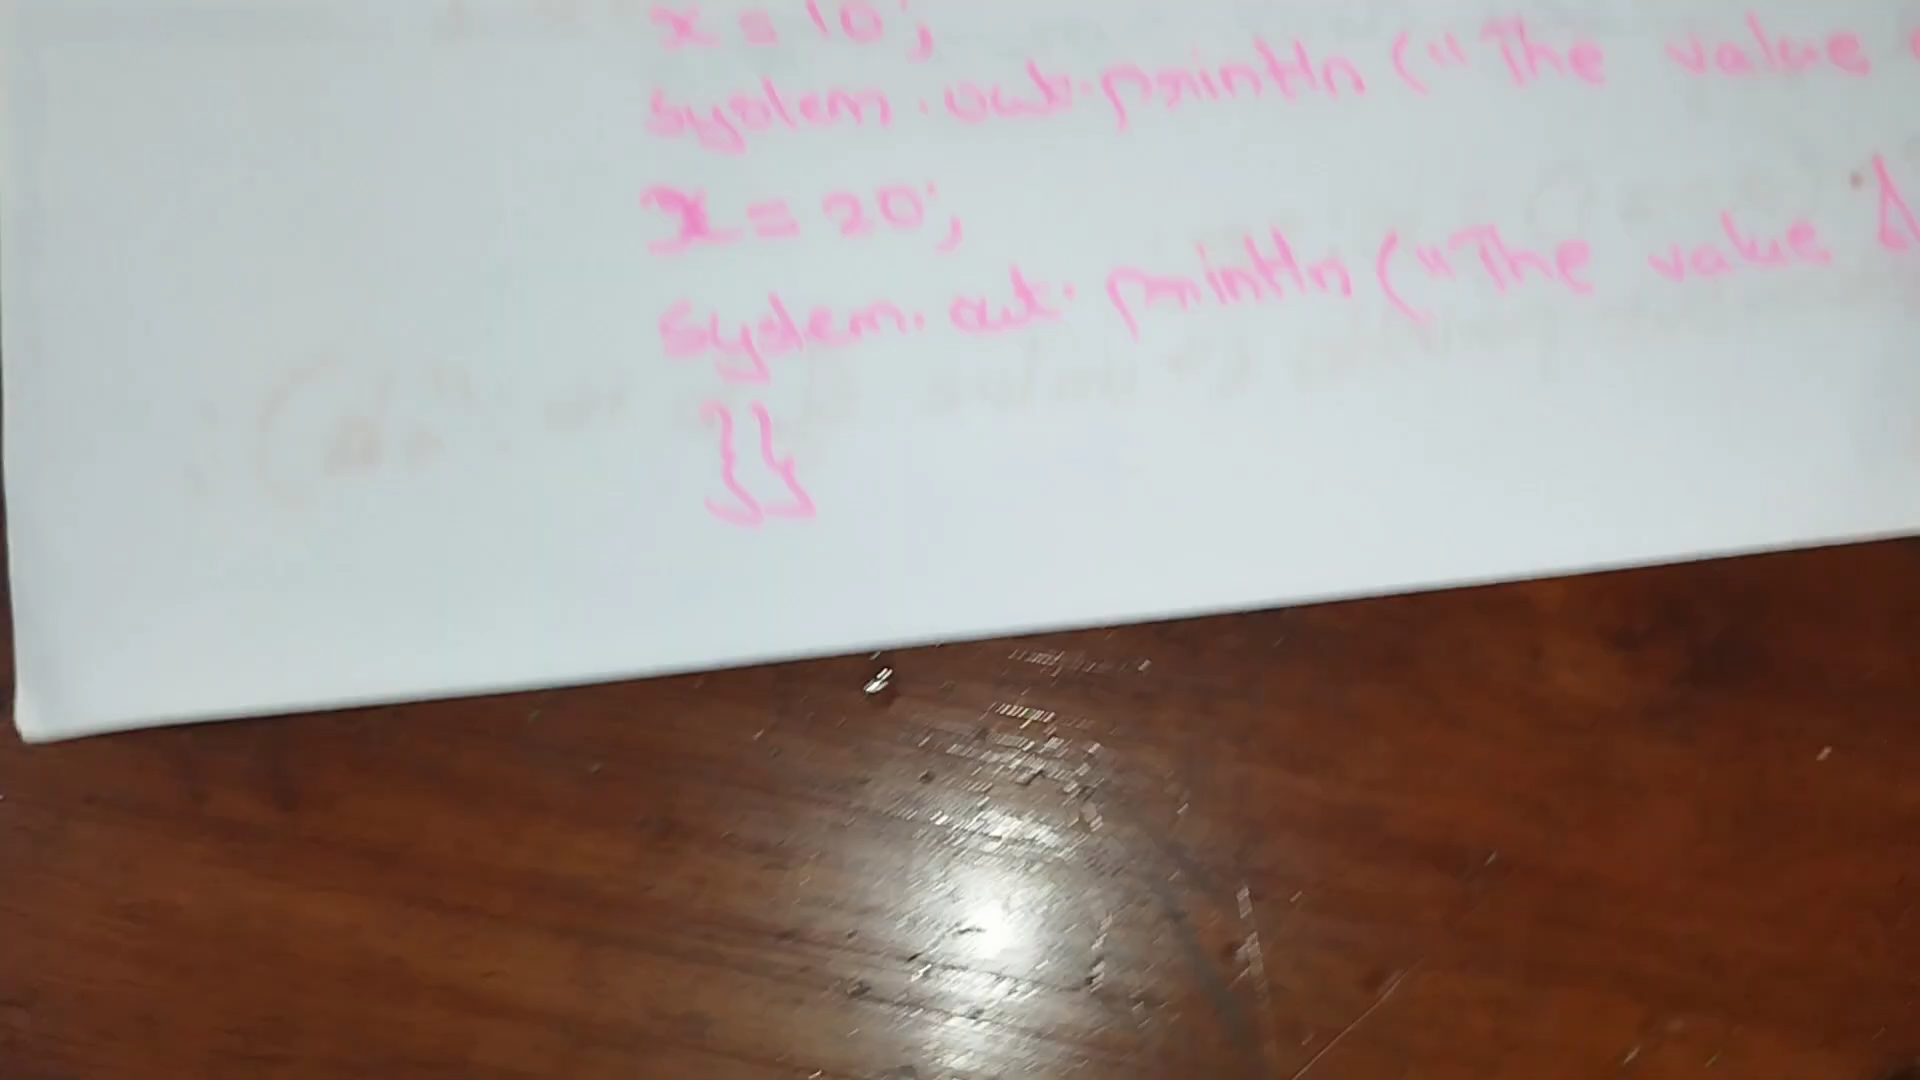 x = 10;
system.out.println ("The value
x = 20;
system.out.println ("The value
}}